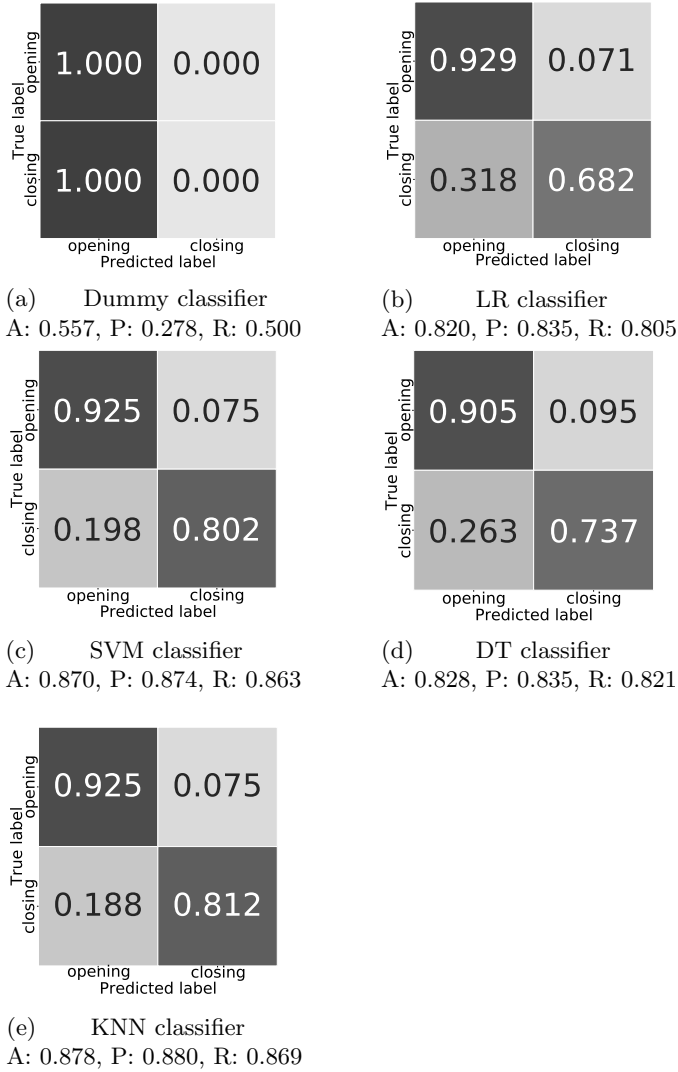 True label
opening
closing
1.000 0.000
1.000 0.000
opening closing
Predicted label
(a) Dummy classifier
A: 0.557, P: 0.278, R: 0.500
True label
opening
closing
0.929 0.071
0.318 0.682
opening closing
Predicted label
(b) LR classifier
A: 0.820, P: 0.835, R: 0.805
True label
opening
closing
0.925 0.075
0.198 0.802
opening closing
Predicted label
(c) SVM classifier
A: 0.870, P: 0.874, R: 0.863
True label
opening
closing
0.905 0.095
0.263 0.737
opening closing
Predicted label
(d) DT classifier
A: 0.828, P: 0.835, R: 0.821
True label
opening
closing
0.925 0.075
0.188 0.812
opening closing
Predicted label
(e) KNN classifier
A: 0.878, P: 0.880, R: 0.869